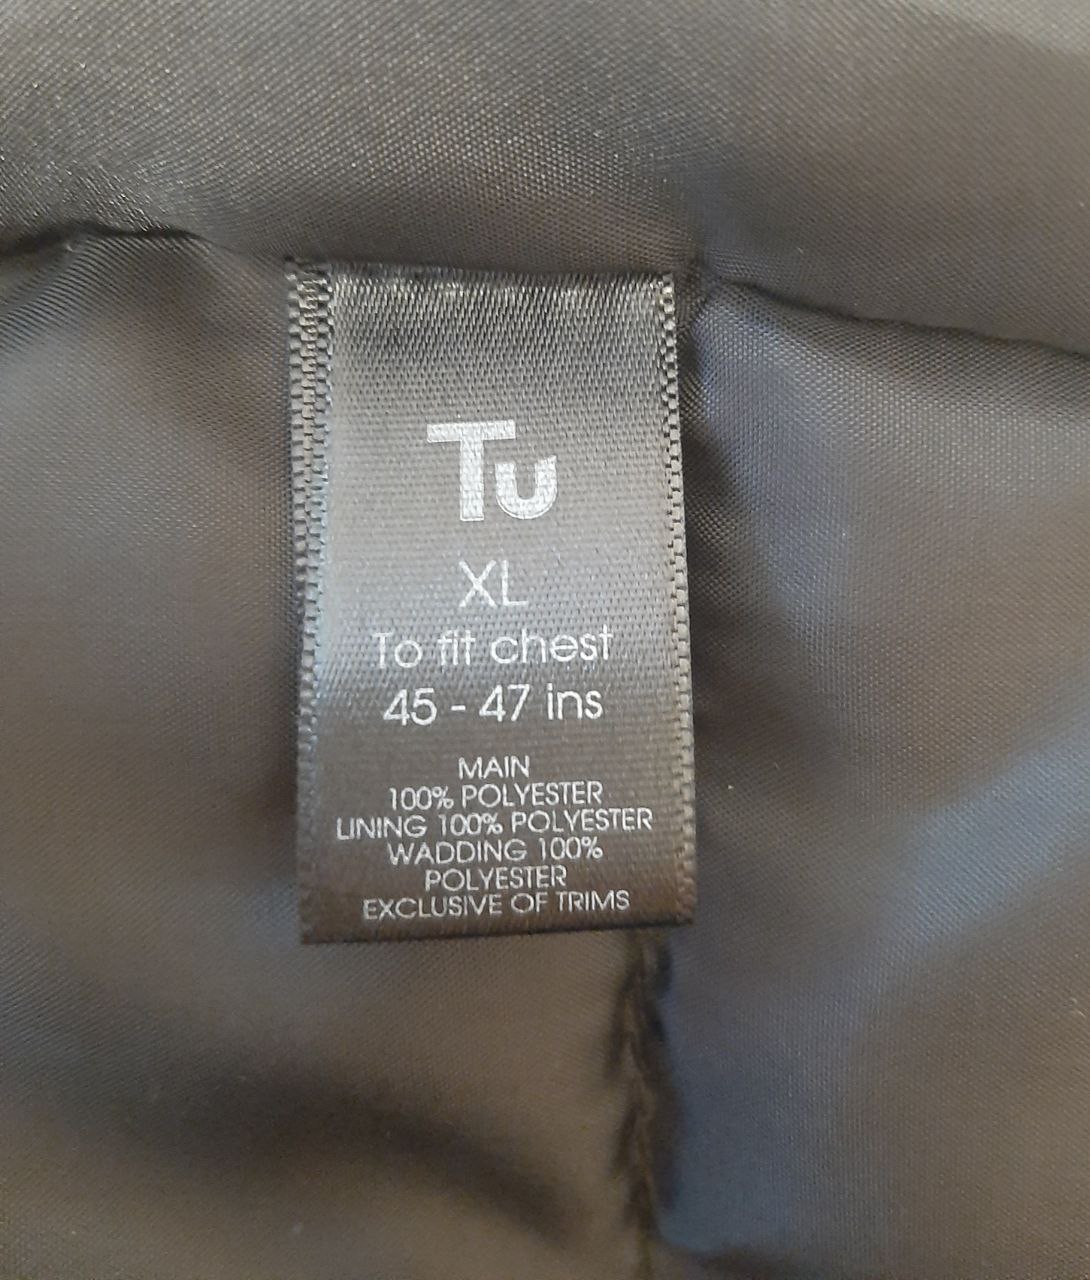 Tu
XL
To fit chest
45 - 47 ins
MAIN
100% POLYESTER
LINING 100% POLYESTER
WADDING 100%
POLYESTER
EXCLUSIVE OF TRIMS